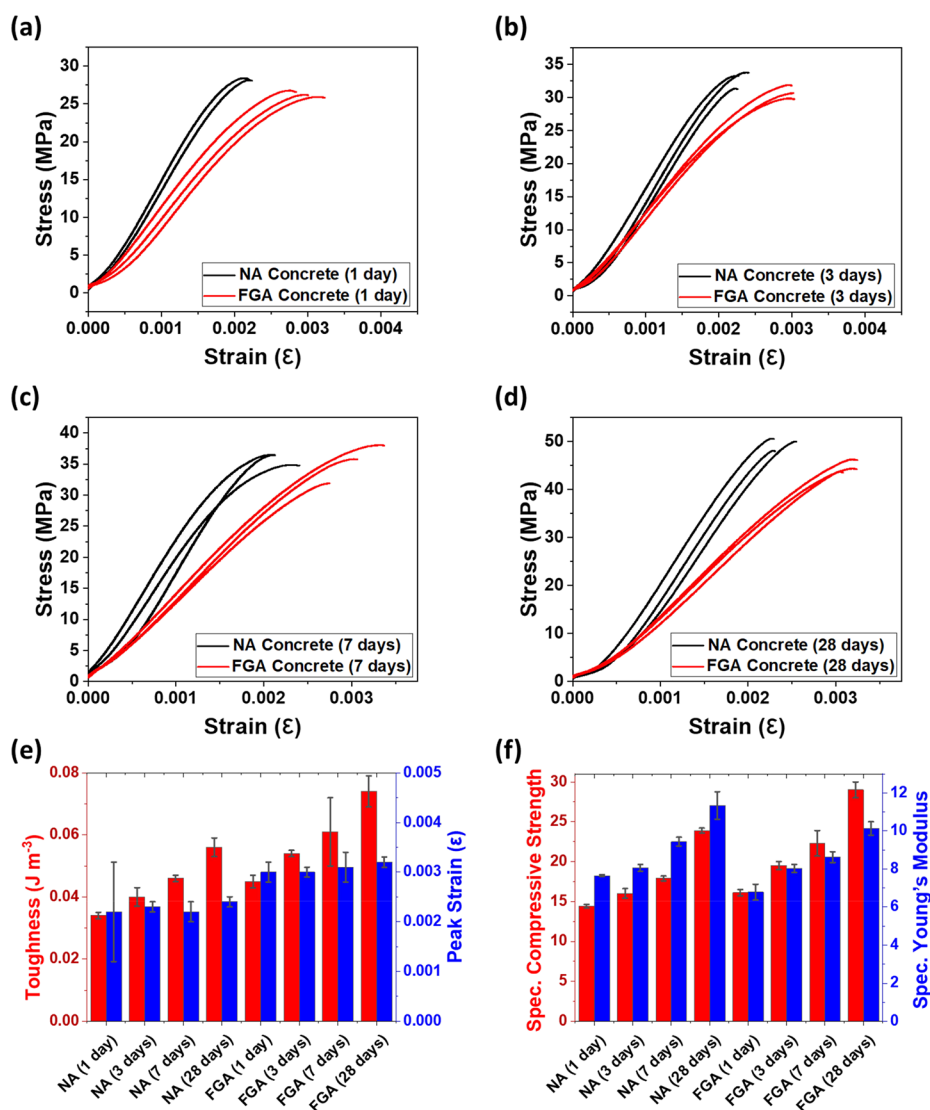 (a)
30
25
20
15
10
5
0
Stress (MPa)
NA Concrete (1 day)
FGA Concrete (1 day)
0.000 0.001 0.002 0.003 0.004
Strain (Ɛ)
(b)
35
30
25
20
15
10
5
0
Stress (MPa)
NA Concrete (3 days)
FGA Concrete (3 days)
0.000 0.001 0.002 0.003 0.004
Strain (Ɛ)
(c)
40
35
30
25
20
15
10
5
0
Stress (MPa)
NA Concrete (7 days)
FGA Concrete (7 days)
0.000 0.001 0.002 0.003
Strain (Ɛ)
(d)
50
40
30
20
10
0
Stress (MPa)
NA Concrete (28 days)
FGA Concrete (28 days)
0.000 0.001 0.002 0.003
Strain (Ɛ)
(e)
0.08
0.06
0.04
0.02
0.00
Toughness (J m⁻³)
0.005
0.004
0.003
0.002
0.001
0.000
Peak Strain (ε)
NA (1 day)
NA (3 days)
NA (7 days)
NA (28 days)
FGA (1 day)
FGA (3 days)
FGA (7 days)
FGA (28 days)
(f)
30
25
20
15
10
5
0
Spec. Compressive Strength
12
10
8
6
4
2
0
Spec. Young's Modulus
NA (1 day)
NA (3 days)
NA (7 days)
NA (28 days)
FGA (1 day)
FGA (3 days)
FGA (7 days)
FGA (28 days)